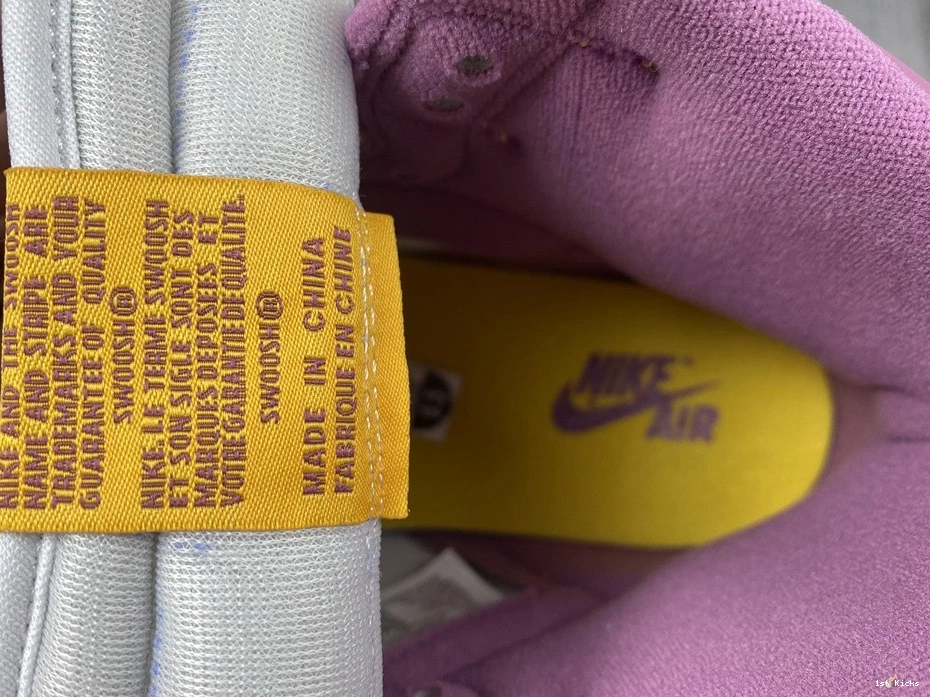 NIKE AND THE SWOOSH
NAME AND STRIPE ARE
TRADEMARKS AND YOUR
GUARANTEE OF QUALITY
SWOOSH®
NIKE. LE TERME SWOOSH
ET SON SIGLE SONT DES
MARQUES DEPOSES ET
VOTRE GARANTIE DE QUALITE.
SWOOSH®
MADE IN CHINA
FABRIQUE EN CHINE
NIKE™
AIR
1st Kicks